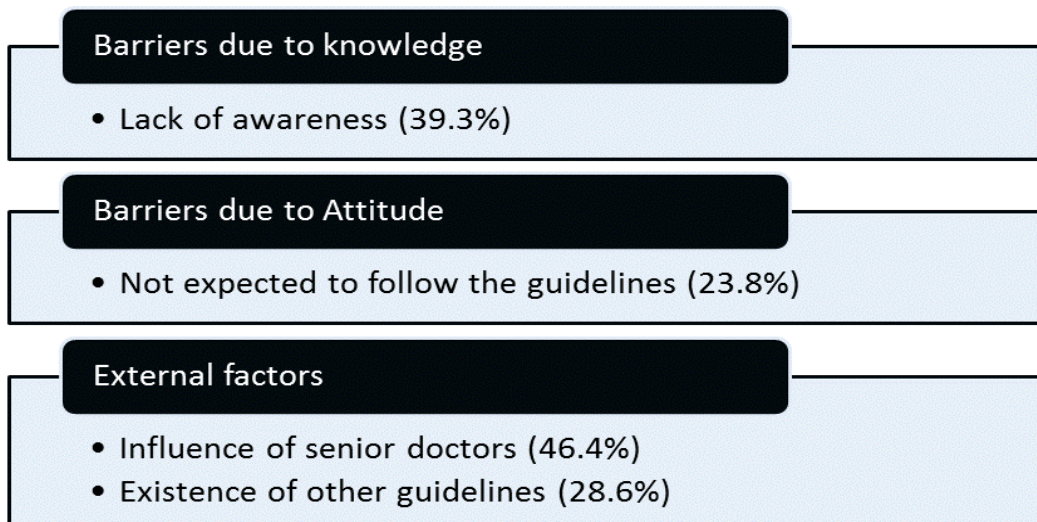 Barriers due to knowledge
• Lack of awareness (39.3%)
Barriers due to Attitude
• Not expected to follow the guidelines (23.8%)
External factors
• Influence of senior doctors (46.4%)
• Existence of other guidelines (28.6%)